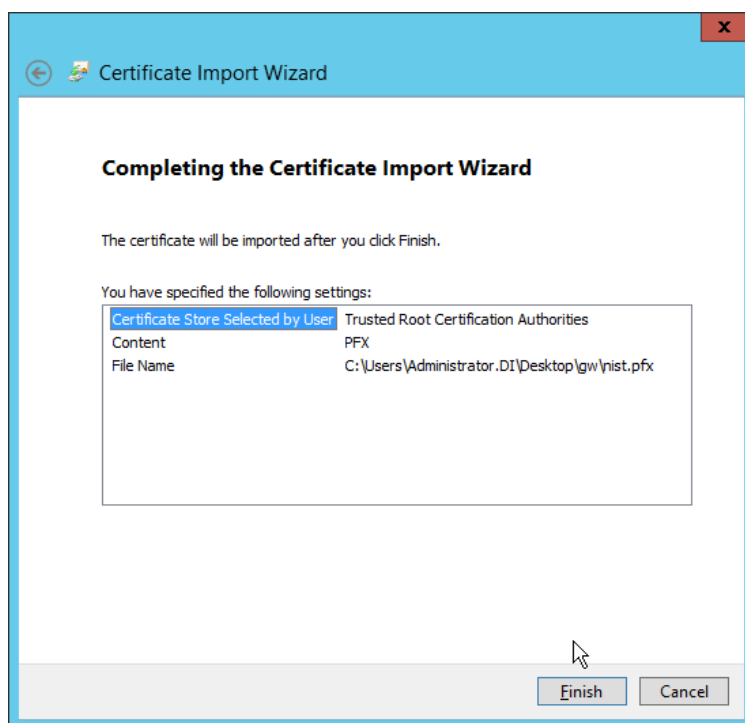 x
Certificate Import Wizard
Completing the Certificate Import Wizard
The certificate will be imported after you click Finish.
You have specified the following settings:
Certificate Store Selected by User Trusted Root Certification Authorities
Content PFX
File Name C:\Users\Administrator.DI\Desktop\gw\nist.pfx
Finish Cancel